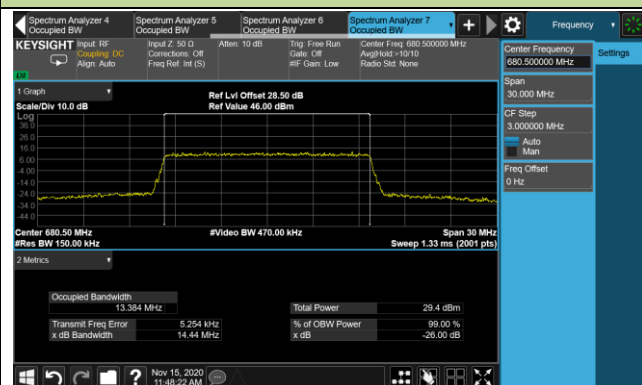 Spectrum Analyzer 4
Occupied BW
Spectrum Analyzer 5
Occupied BW
Spectrum Analyzer 6
Occupied BW
Spectrum Analyzer 7
Occupied BW
Frequency
KEYSIGHT
Input: RF
Coupling: DC
Align: Auto
Input Z: 50 Ω
Corrections: Off
Freq Ref: Int (S)
Atten: 10 dB
Trig: Free Run
Gate: Off
#IF Gain: Low
Center Freq: 680.500000 MHz
Avg|Hold:>10/10
Radio Std: None
Center Frequency
680.500000 MHz
Settings
Span
30.000 MHz
CF Step
3.000000 MHz
Auto
Man
Freq Offset
0 Hz
1 Graph
Scale/Div 10.0 dB
Ref Lvl Offset 28.50 dB
Ref Value 46.00 dBm
Log
36.0
26.0
16.0
6.00
-4.00
-14.0
-24.0
-34.0
-44.0
Center 680.50 MHz
#Res BW 150.00 kHz
#Video BW 470.00 kHz
Span 30 MHz
Sweep 1.33 ms (2001 pts)
2 Metrics
Occupied Bandwidth
13.384 MHz
Transmit Freq Error 5.254 kHz
x dB Bandwidth 14.44 MHz
Total Power 29.4 dBm
% of OBW Power 99.00 %
x dB -26.00 dB
Nov 15, 2020
11:48:22 AM